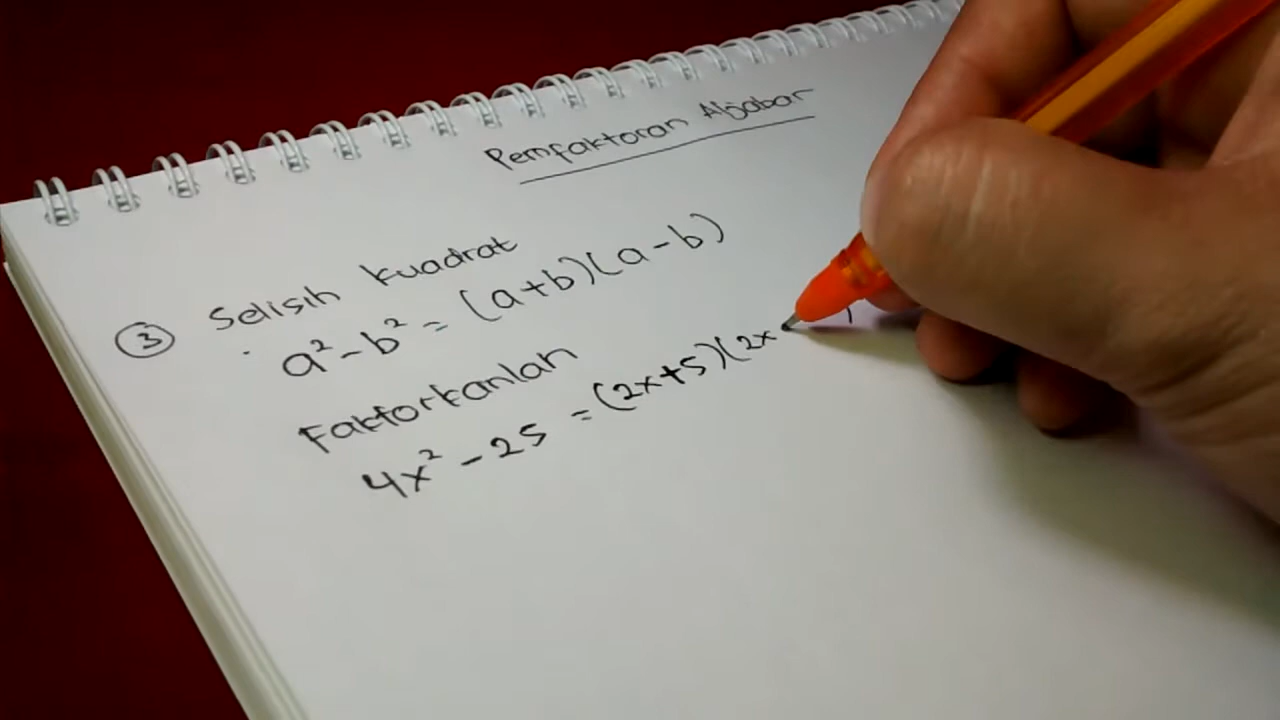 Pemfaktoran Aljabar
③ Selisih kuadrat
a² - b² = (a+b)(a-b)
Faktorkanlah
4x² - 25 = (2x+5)(2x )